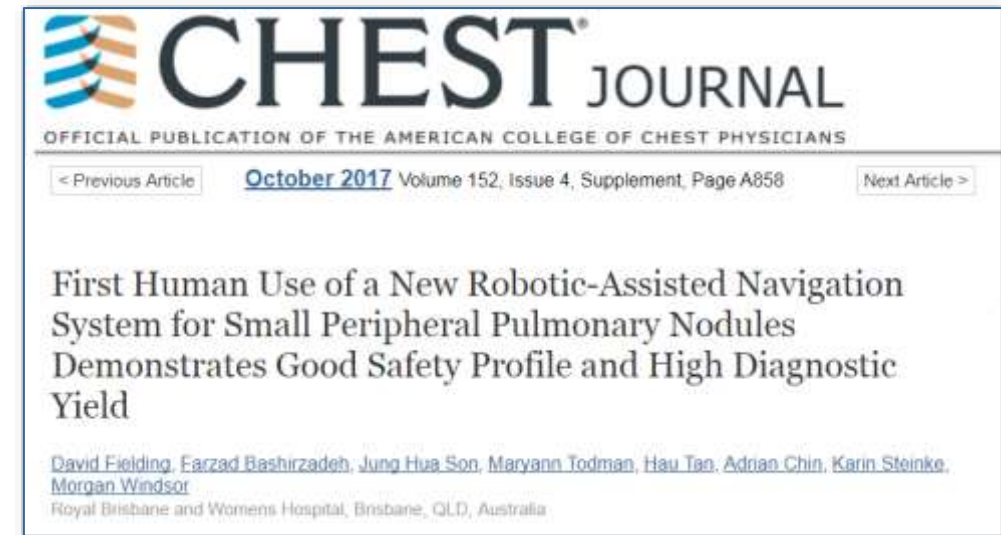 CHEST® JOURNAL
OFFICIAL PUBLICATION OF THE AMERICAN COLLEGE OF CHEST PHYSICIANS
< Previous Article October 2017 Volume 152, Issue 4, Supplement, Page A858 Next Article >
First Human Use of a New Robotic-Assisted Navigation
System for Small Peripheral Pulmonary Nodules
Demonstrates Good Safety Profile and High Diagnostic
Yield
David Fielding, Farzad Bashirzadeh, Jung Hua Son, Maryann Todman, Hau Tan, Adrian Chin, Karin Steinke,
Morgan Windsor
Royal Brisbane and Womens Hospital, Brisbane, QLD, Australia